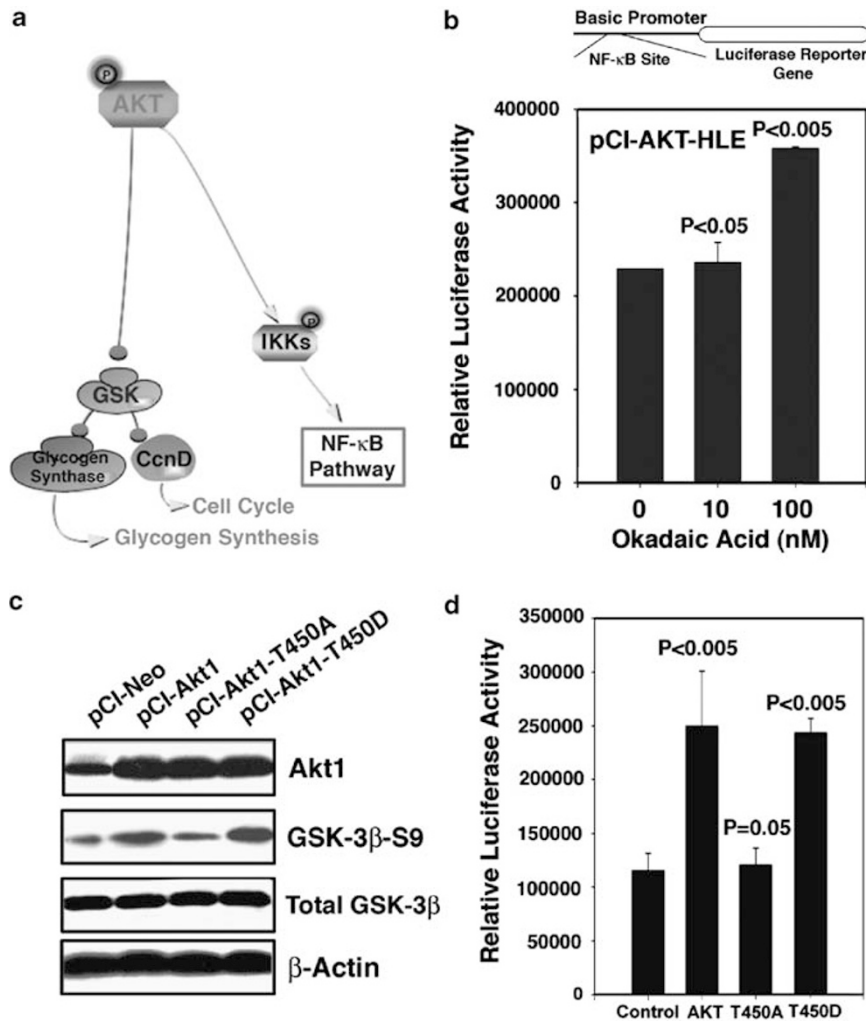 a
P
AKT
P
IKKs
GSK
Glycogen
Synthase
CcnD
NF-κB
Pathway
Cell Cycle
Glycogen Synthesis
b
Basic Promoter
NF-κB Site
Luciferase Reporter
Gene
Relative Luciferase Activity
400000
300000
200000
100000
0
pCI-AKT-HLE
P<0.005
P<0.05
0 10 100
Okadaic Acid (nM)
c
pCI-Neo
pCI-Akt1
pCI-Akt1-T450A
pCI-Akt1-T450D
Akt1
GSK-3β-S9
Total GSK-3β
β-Actin
d
Relative Luciferase Activity
350000
300000
250000
200000
150000
100000
50000
0
P<0.005
P<0.005
P=0.05
Control AKT T450A T450D